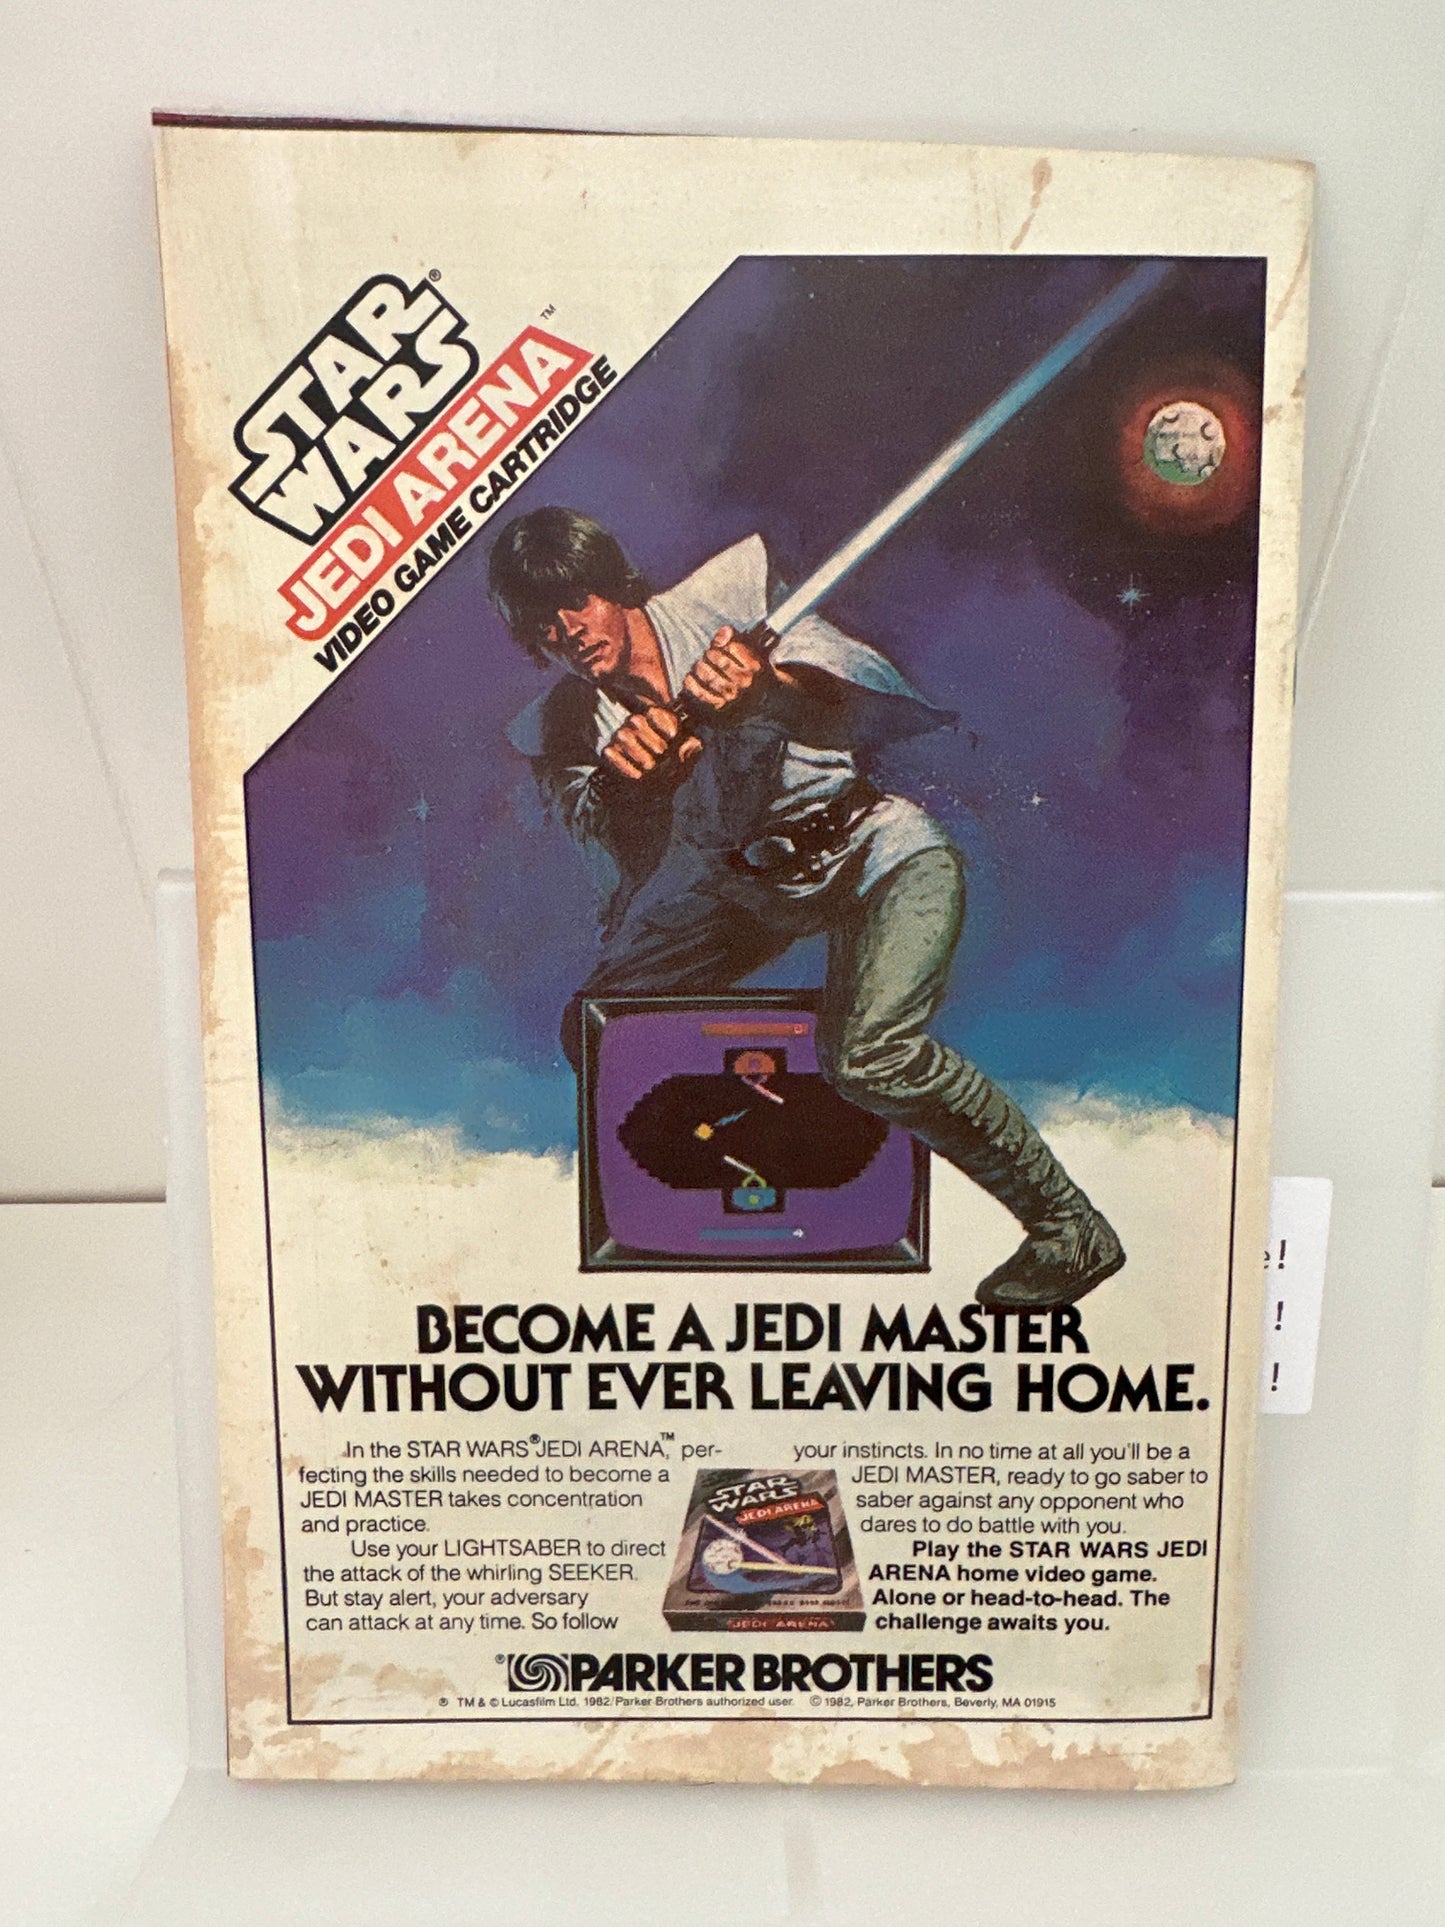 STAR
WARS®
JEDI ARENA™
VIDEO GAME CARTRIDGE
BECOME A JEDI MASTER
WITHOUT EVER LEAVING HOME.
In the STAR WARS® JEDI ARENA,™ per-
fecting the skills needed to become a
JEDI MASTER takes concentration
and practice.
Use your LIGHTSABER to direct
the attack of the whirling SEEKER.
But stay alert, your adversary
can attack at any time. So follow
your instincts. In no time at all you'll be a
JEDI MASTER, ready to go saber to
saber against any opponent who
dares to do battle with you.
Play the STAR WARS JEDI
ARENA home video game.
Alone or head-to-head. The
challenge awaits you.
STAR
WARS
JEDI ARENA
JEDI ARENA
® PARKER BROTHERS
® TM & © Lucasfilm Ltd. 1982/Parker Brothers authorized user. © 1982, Parker Brothers, Beverly, MA 01915
e!
!
!